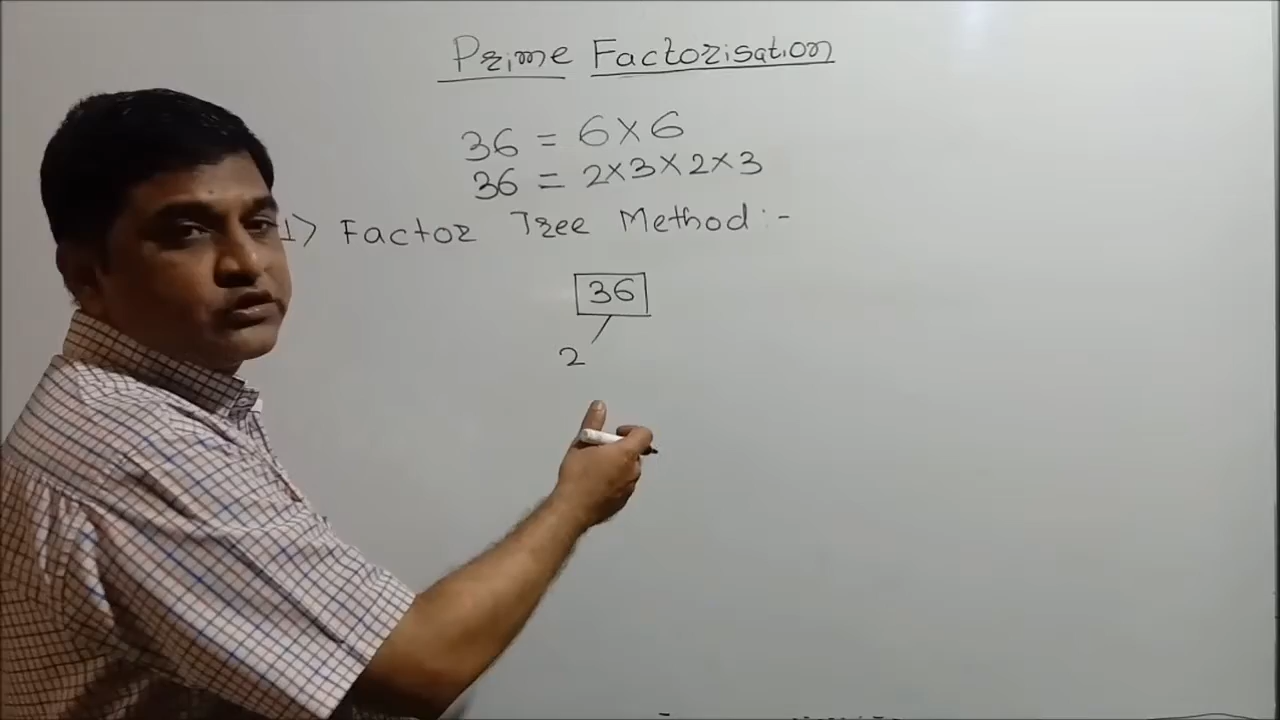 Prime Factorisation
36 = 6×6
36 = 2×3×2×3
1> Factor Tree Method :-
36
2